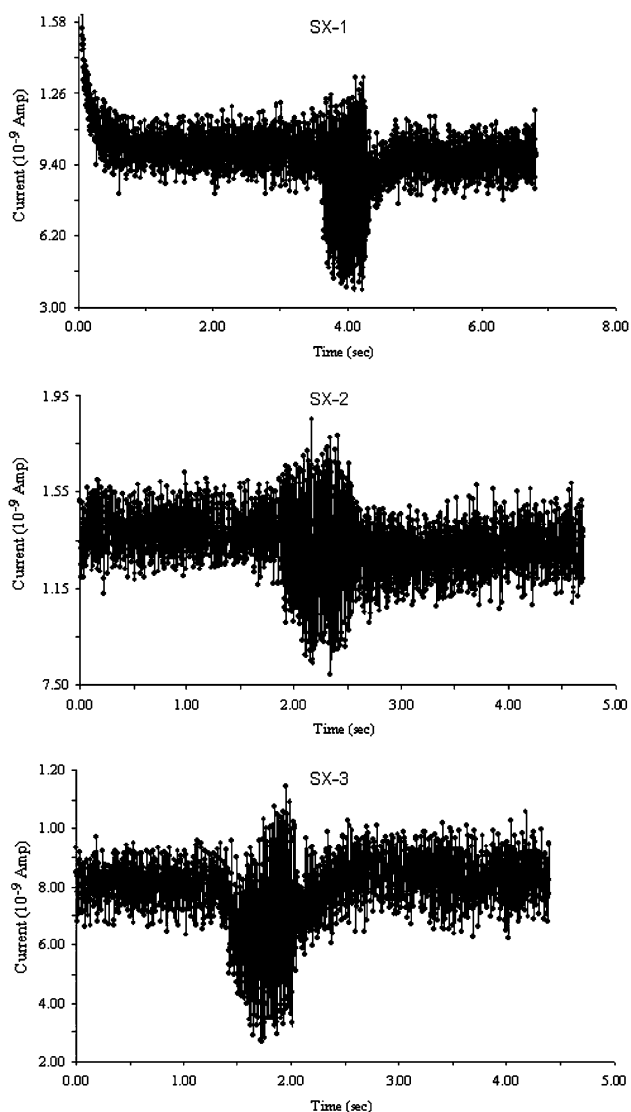 SX-1
1.58
1.26
9.40
6.20
3.00
Current (10⁻⁹ Amp)
0.00 2.00 4.00 6.00 8.00
Time (sec)
SX-2
1.95
1.55
1.15
7.50
Current (10⁻⁹ Amp)
0.00 1.00 2.00 3.00 4.00 5.00
Time (sec)
SX-3
1.20
1.00
8.00
6.00
4.00
2.00
Current (10⁻⁹ Amp)
0.00 1.00 2.00 3.00 4.00 5.00
Time (sec)